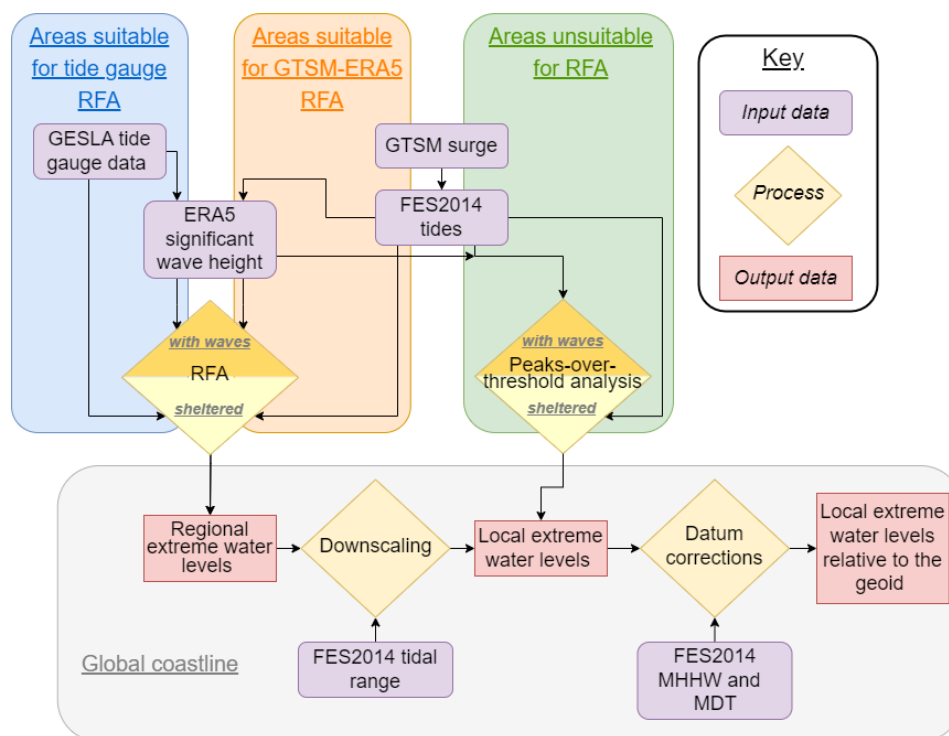 Areas suitable
for tide gauge
RFA
Areas suitable
for GTSM-ERA5
RFA
Areas unsuitable
for RFA
Key
Input data
Process
Output data
GESLA tide
gauge data
GTSM surge
ERA5
significant
wave height
FES2014
tides
with waves
RFA
sheltered
with waves
Peaks-over-
threshold analysis
sheltered
Regional
extreme water
levels
Downscaling
Local extreme
water levels
Datum
corrections
Local extreme
water levels
relative to the
geoid
Global coastline
FES2014 tidal
range
FES2014
MHHW and
MDT